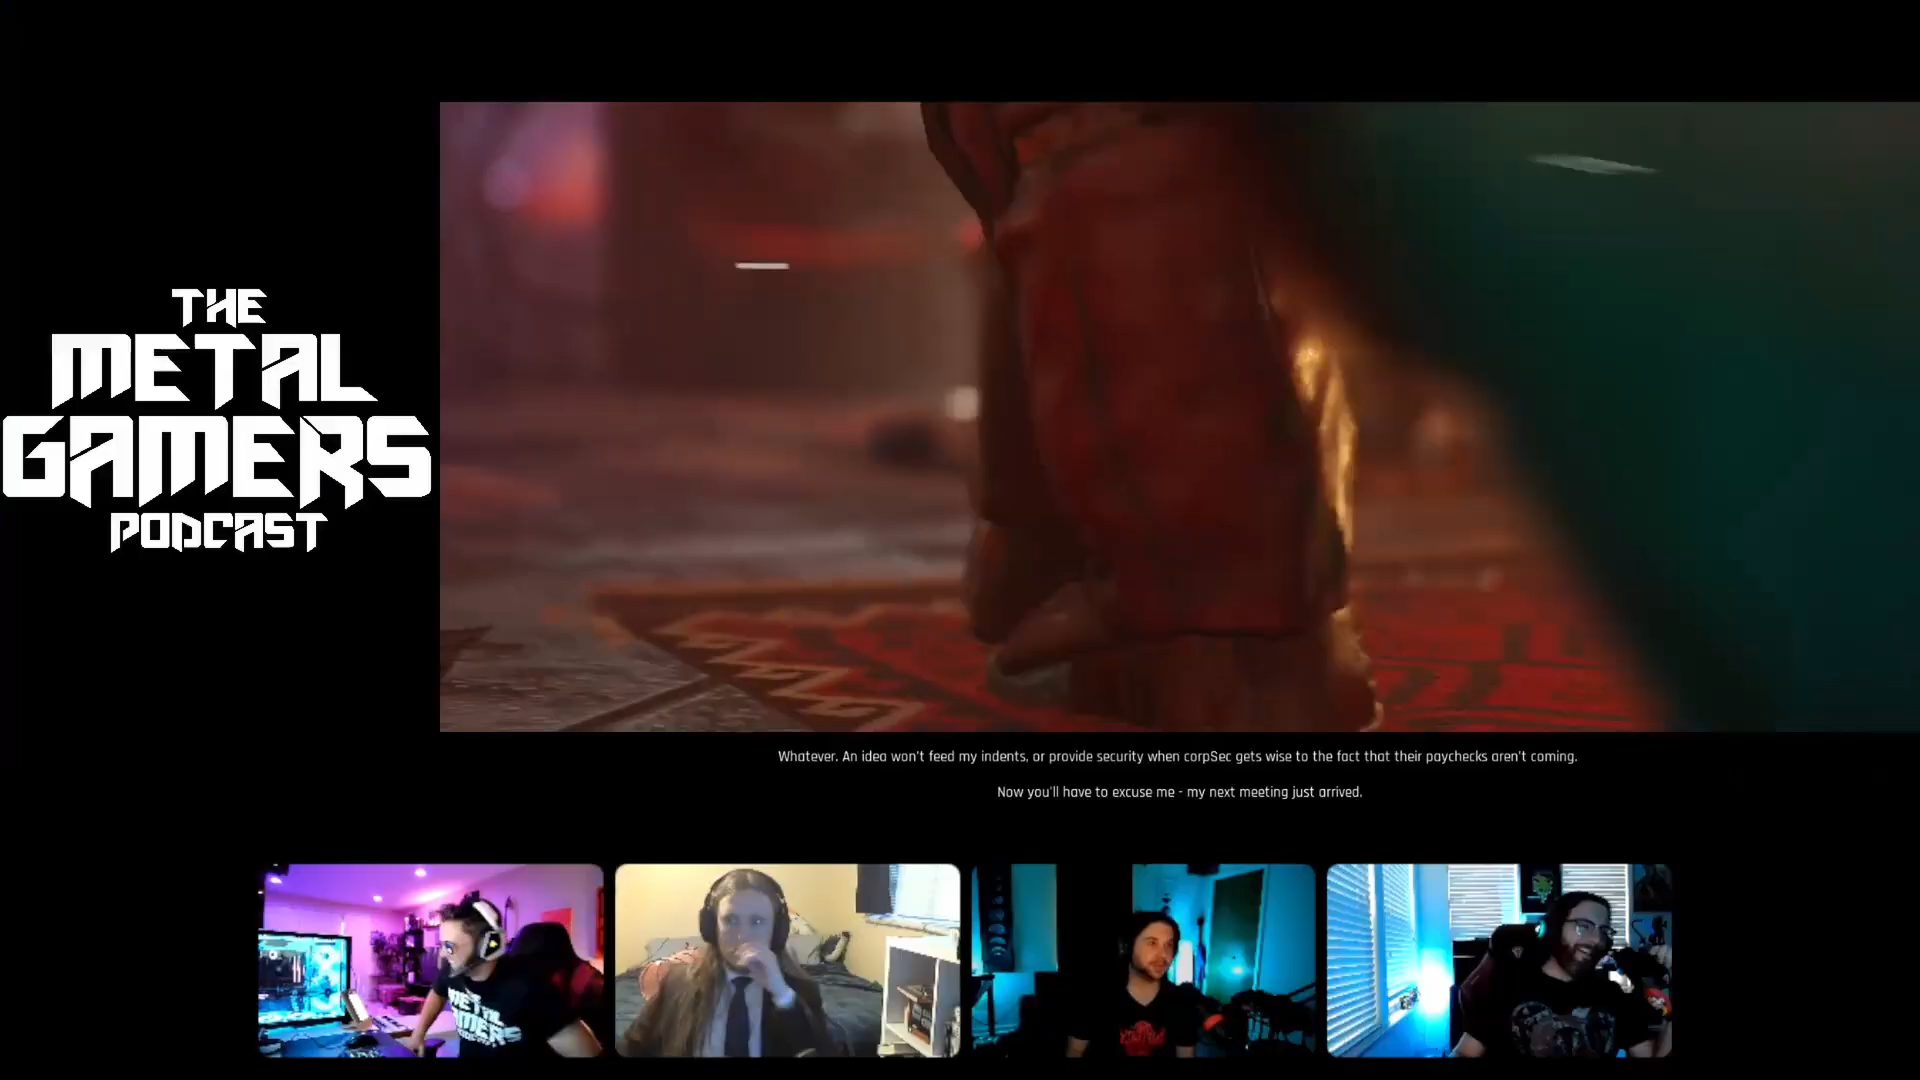 THE
METAL
GAMERS
PODCAST
Whatever. An idea won't feed my indents, or provide security when corpSec gets wise to the fact that their paychecks aren't coming.
Now you'll have to excuse me - my next meeting just arrived.
METAL
GAMERS